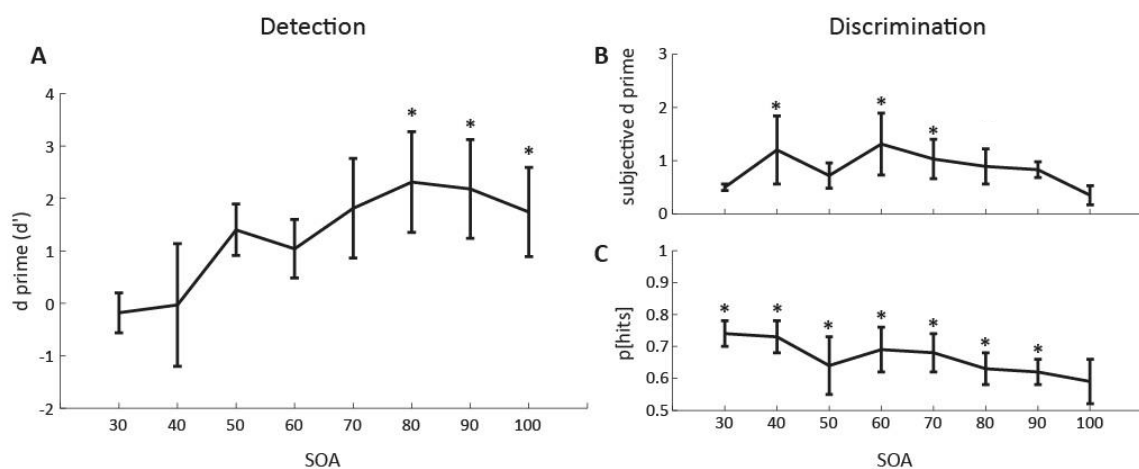 Detection
A
d prime (d')
4
3
2
1
0
-1
-2
* * *
30 40 50 60 70 80 90 100
SOA
Discrimination
B
subjective d prime
3
2
1
0
* * *
C
p[hits]
1
0.9
0.8
0.7
0.6
0.5
* * * * * * *
30 40 50 60 70 80 90 100
SOA